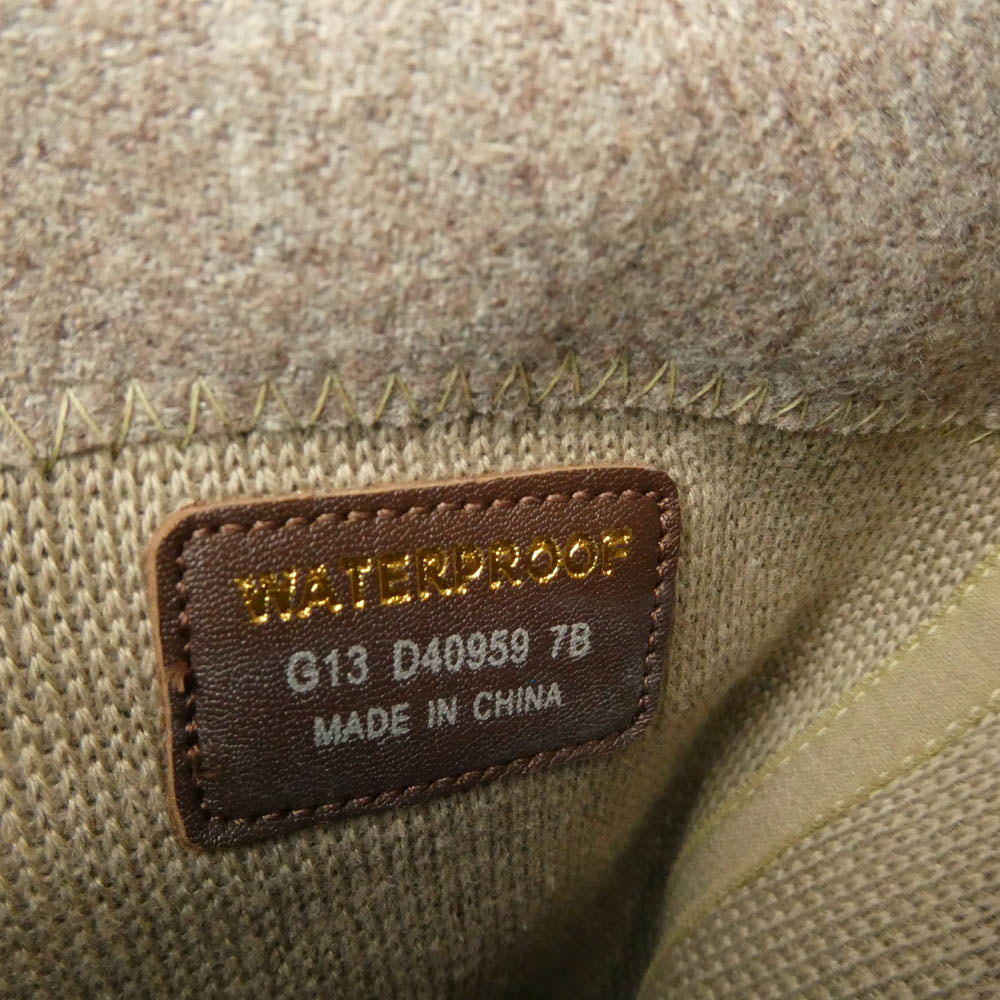 WATERPROOF
G13 D40959 7B
MADE IN CHINA